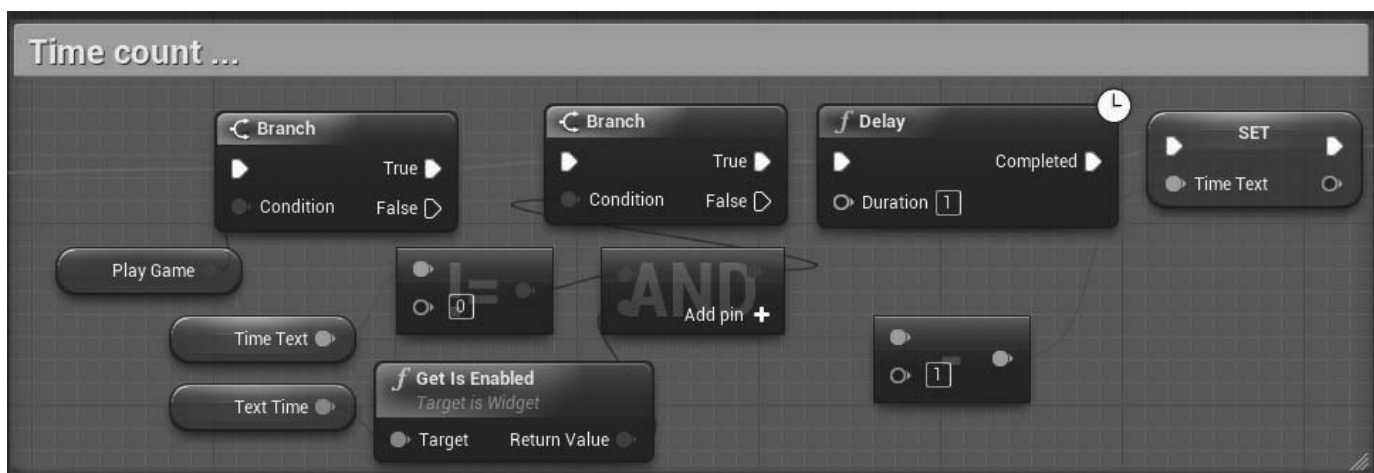 Time count ...
Branch
True
Condition
False
Branch
True
Condition
False
f Delay
Completed
Duration 1
SET
Time Text
Play Game
!=
0
AND
Add pin +
Time Text
Text Time
f Get Is Enabled
Target is Widget
Target
Return Value
-
1